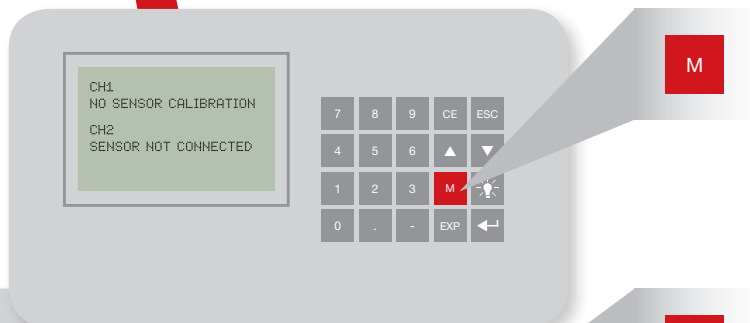 CH1
NO SENSOR CALIBRATION
CH2
SENSOR NOT CONNECTED
7 8 9 CE ESC
4 5 6
1 2 3 M
0 . - EXP
M